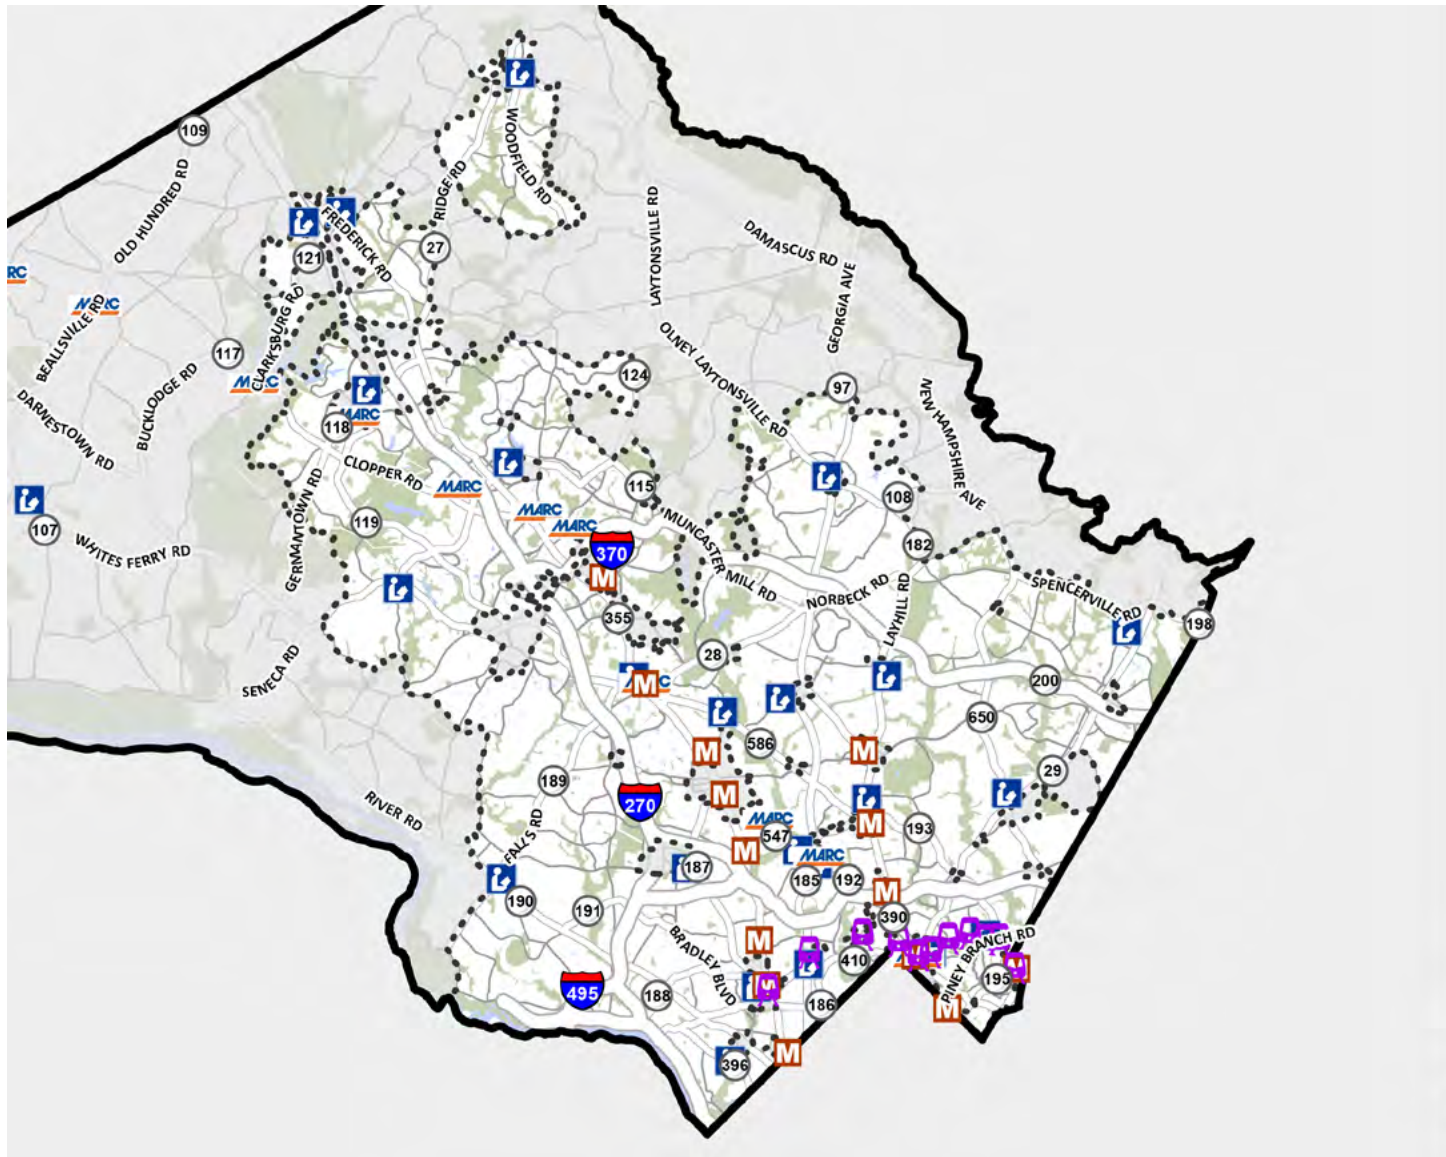 109
WOODFIELD RD
OLD HUNDRED RD
RIDGE RD
LAYTONSVILLE RD
FREDERICK RD
27
DAMASCUS RD
121
RC
GEORGIA AVE
MARC
BEALLSVILLE RD
CLARKSBURG RD
117
OLNEY LAYTONSVILLE RD
124
MARC
97
BUCKLODGE RD
NEW HAMPSHIRE AVE
DARNESTOWN RD
MARC
118
CLOPPER RD
MARC
115
108
GERMANTOWN RD
MARC
119
MARC
107
MUNCASTER MILL RD
182
WHITES FERRY RD
370
M
NORBECK RD
LAYHILL RD
SPENCERVILLE RD
355
198
28
SEneca RD
M
C
200
650
586
M
M
29
189
M
270
RIVER RD
FALLS RD
MARC
M
193
547
M
MARC
187
185
192
M
190
191
390
BRADLEY BLVD
M
PINEY BRANCH RD
410
195
495
188
186
M
M
396